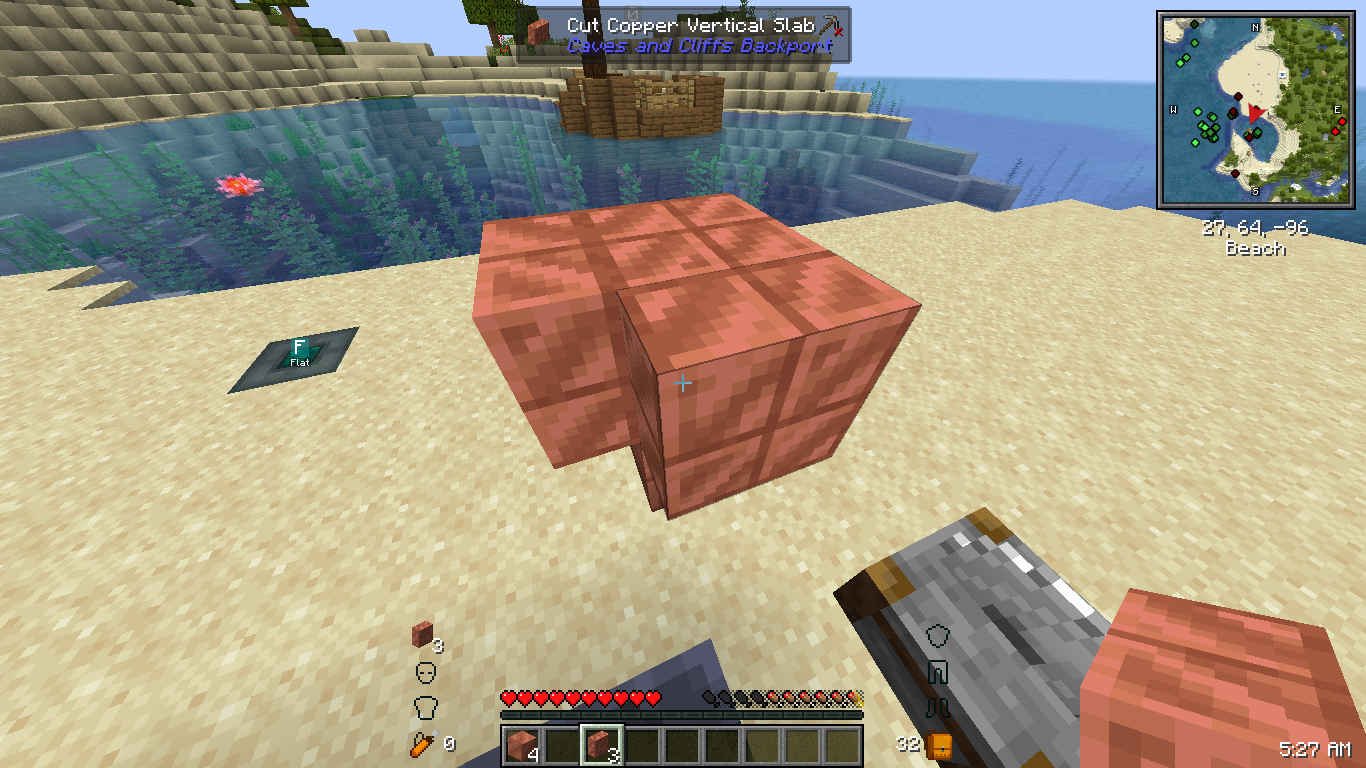 Cut Copper Vertical Slab
Caves and Cliffs Backport
N
W
E
S
27, 64, -96
Beach
F
Flat
3
0
32
4
3
5:27 AM